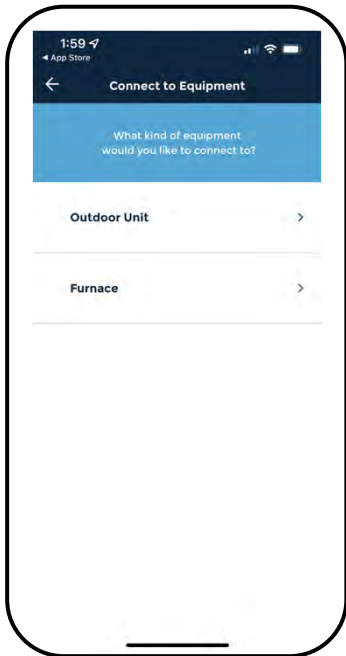 1:59
App Store
Connect to Equipment
What kind of equipment
would you like to connect to?
Outdoor Unit
Furnace